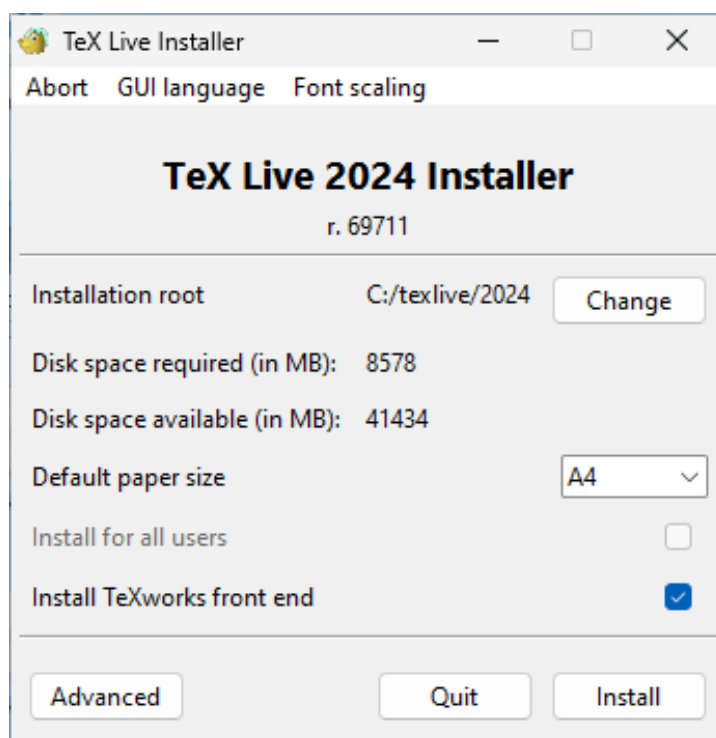 TeX Live Installer
Abort GUI language Font scaling
TeX Live 2024 Installer
r. 69711
Installation root C:/texlive/2024 Change
Disk space required (in MB): 8578
Disk space available (in MB): 41434
Default paper size A4
Install for all users
Install TeXworks front end
Advanced Quit Install